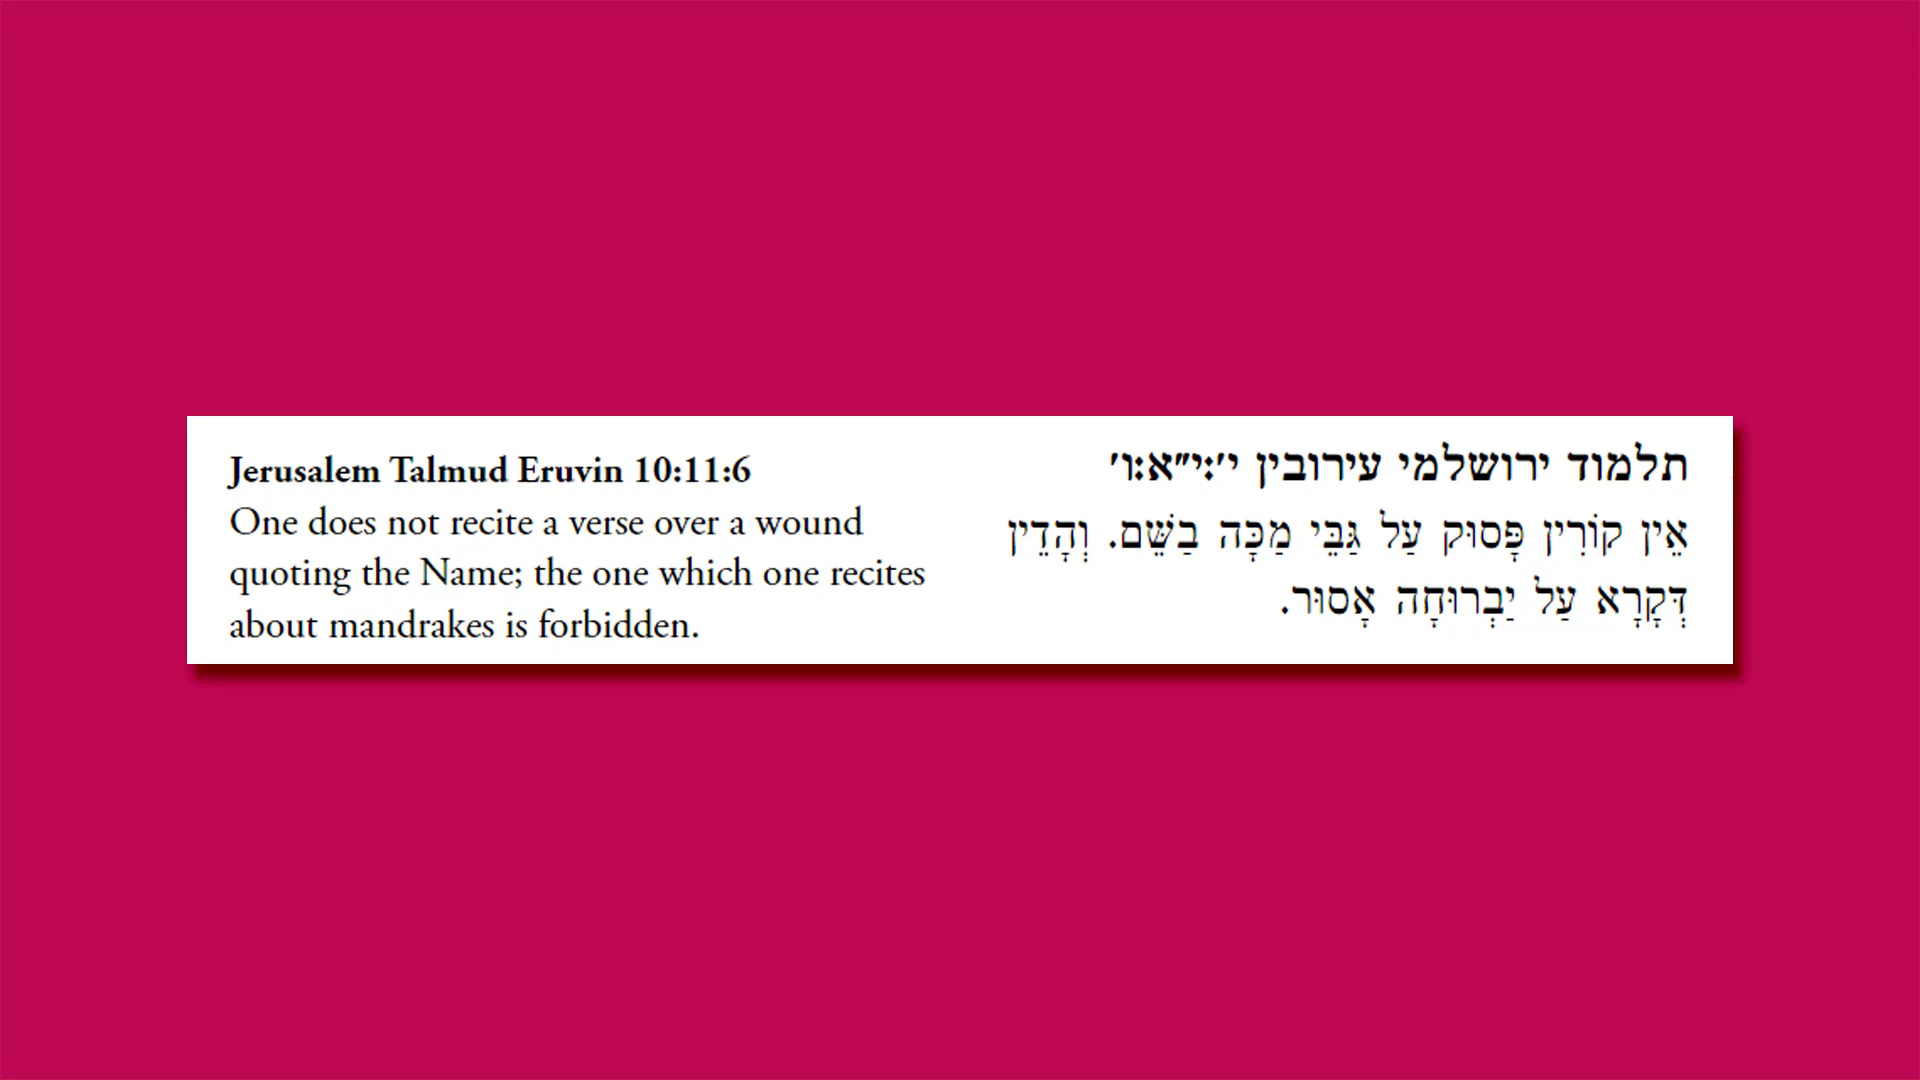 Jerusalem Talmud Eruvin 10:11:6
One does not recite a verse over a wound
quoting the Name; the one which one recites
about mandrakes is forbidden.
תלמוד ירושלמי עירובין י׳:י״א:ו׳
אֵין קוֹרִין פָּסוּק עַל גַּבֵּי מַכָּה בַשֵּׁם. וְהָדֵין
דְּקָרָא עַל יַבְרוּחָה אָסוּר.